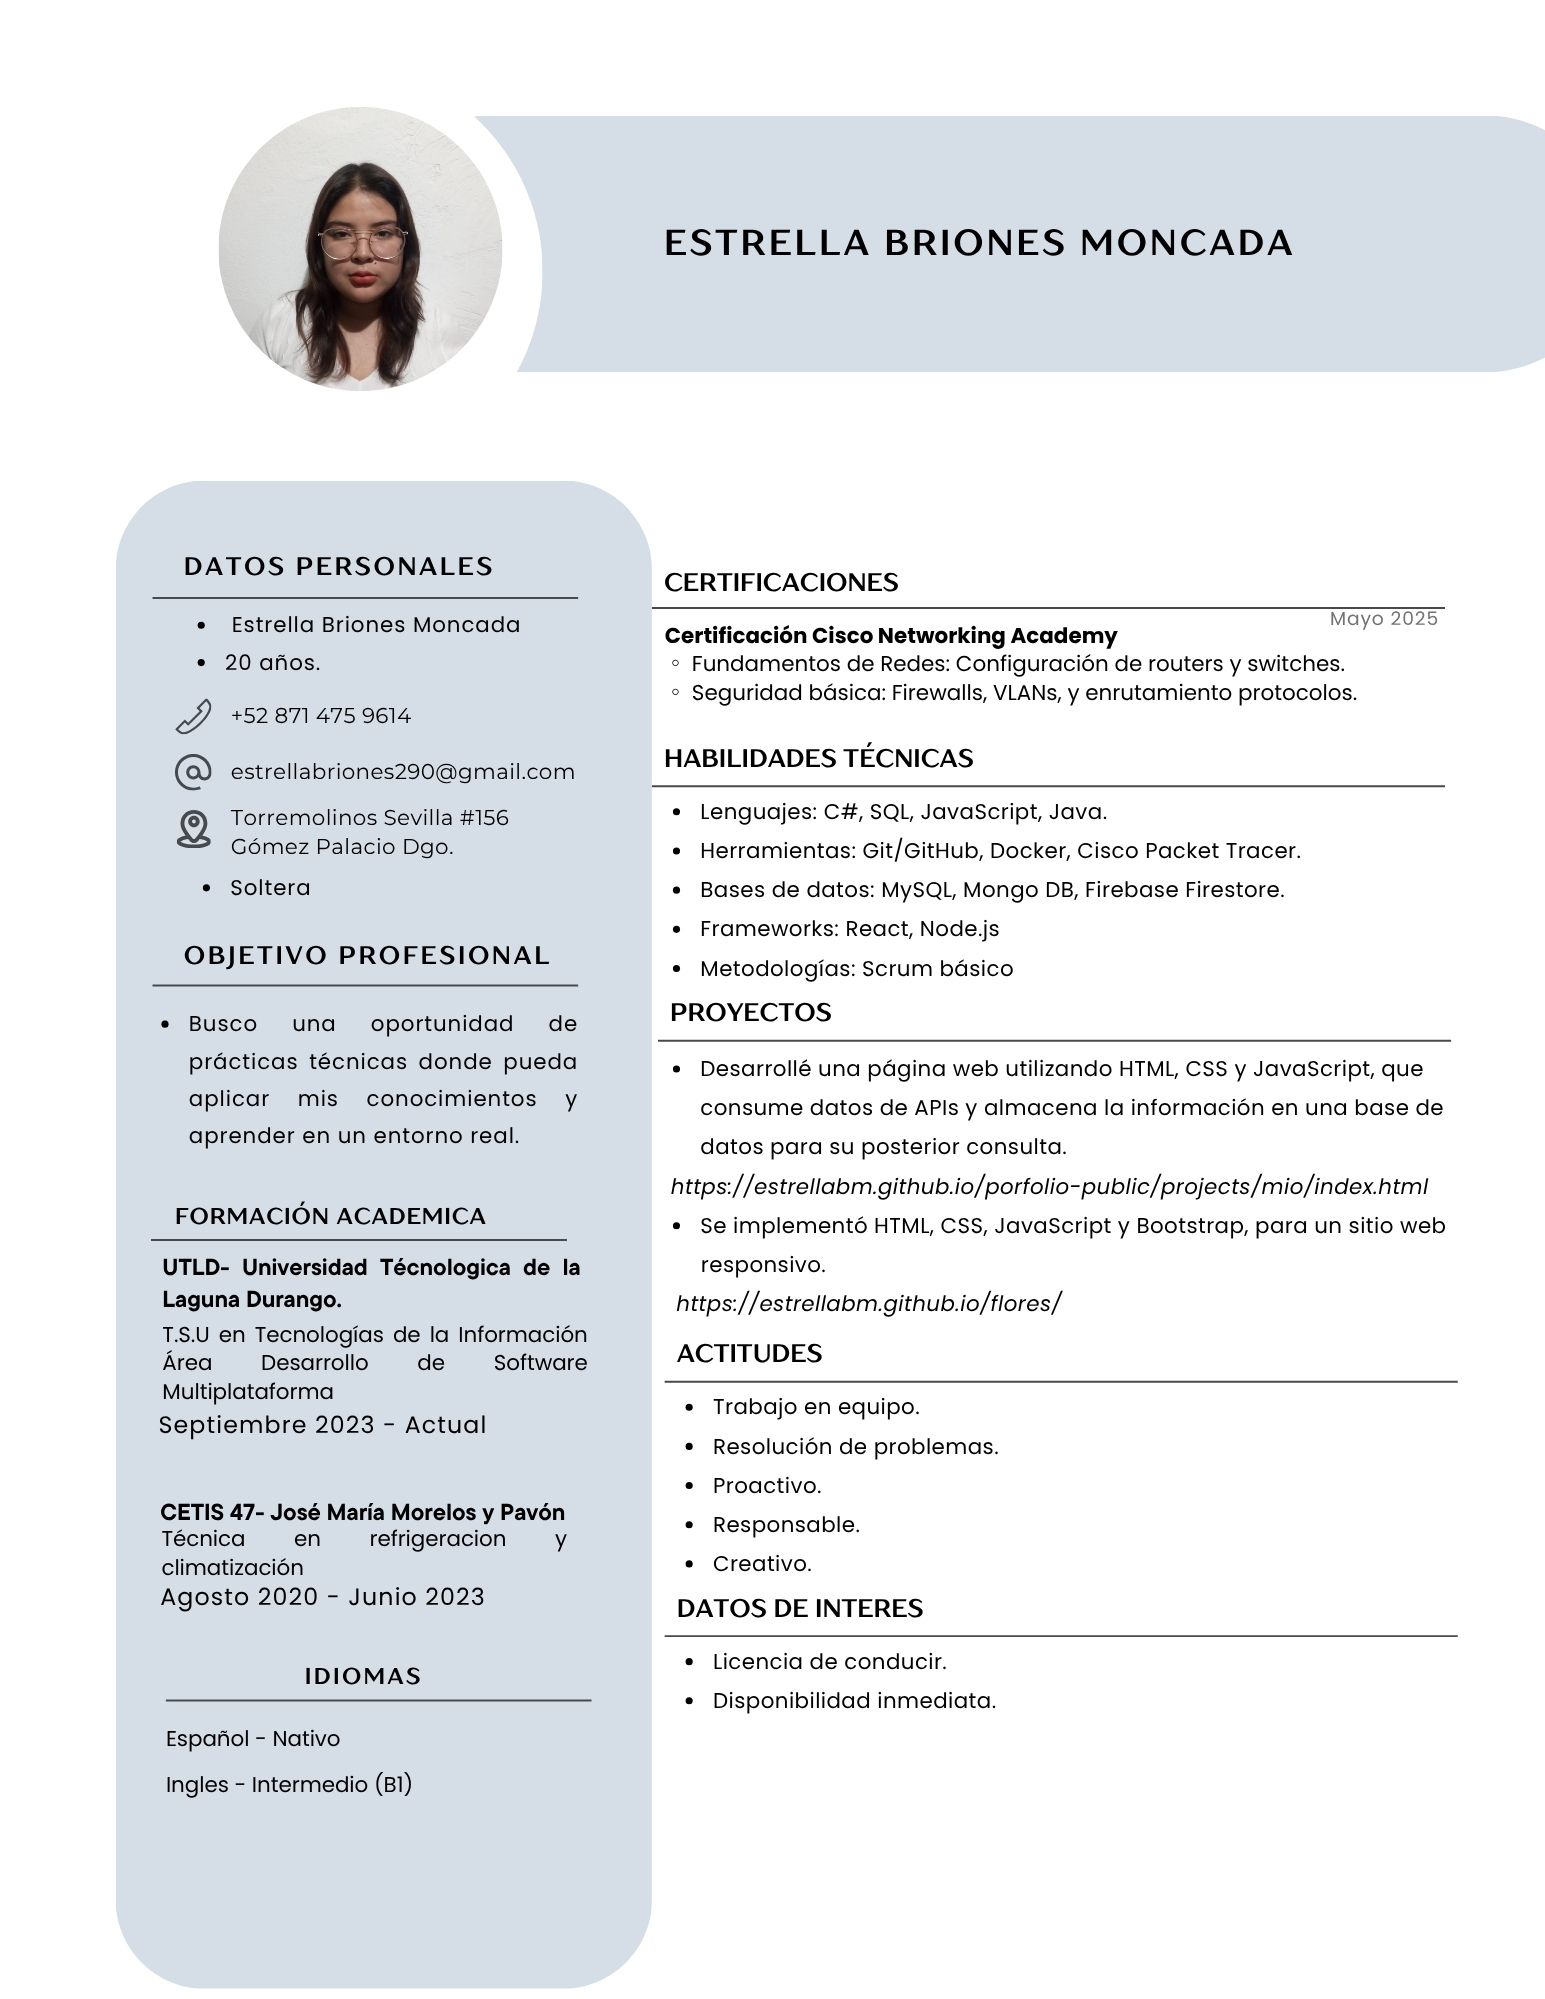 ESTRELLA BRIONES MONCADA
DATOS PERSONALES
• Estrella Briones Moncada
• 20 años.
+52 871 475 9614
estrellabriones290@gmail.com
Torremolinos Sevilla #156
Gómez Palacio Dgo.
• Soltera
OBJETIVO PROFESIONAL
• Busco una oportunidad de
prácticas técnicas donde pueda
aplicar mis conocimientos y
aprender en un entorno real.
FORMACIÓN ACADEMICA
UTLD- Universidad Técnologica de la
Laguna Durango.
T.S.U en Tecnologías de la Información
Área Desarrollo de Software
Multiplataforma
Septiembre 2023 - Actual
CETIS 47- José María Morelos y Pavón
Técnica en refrigeracion y
climatización
Agosto 2020 - Junio 2023
IDIOMAS
Español - Nativo
Ingles - Intermedio (B1)
CERTIFICACIONES
Mayo 2025
Certificación Cisco Networking Academy
◦ Fundamentos de Redes: Configuración de routers y switches.
◦ Seguridad básica: Firewalls, VLANs, y enrutamiento protocolos.
HABILIDADES TÉCNICAS
• Lenguajes: C#, SQL, JavaScript, Java.
• Herramientas: Git/GitHub, Docker, Cisco Packet Tracer.
• Bases de datos: MySQL, Mongo DB, Firebase Firestore.
• Frameworks: React, Node.js
• Metodologías: Scrum básico
PROYECTOS
• Desarrollé una página web utilizando HTML, CSS y JavaScript, que
consume datos de APIs y almacena la información en una base de
datos para su posterior consulta.
https://estrellabm.github.io/porfolio-public/projects/mio/index.html
• Se implementó HTML, CSS, JavaScript y Bootstrap, para un sitio web
responsivo.
https://estrellabm.github.io/flores/
ACTITUDES
• Trabajo en equipo.
• Resolución de problemas.
• Proactivo.
• Responsable.
• Creativo.
DATOS DE INTERES
• Licencia de conducir.
• Disponibilidad inmediata.